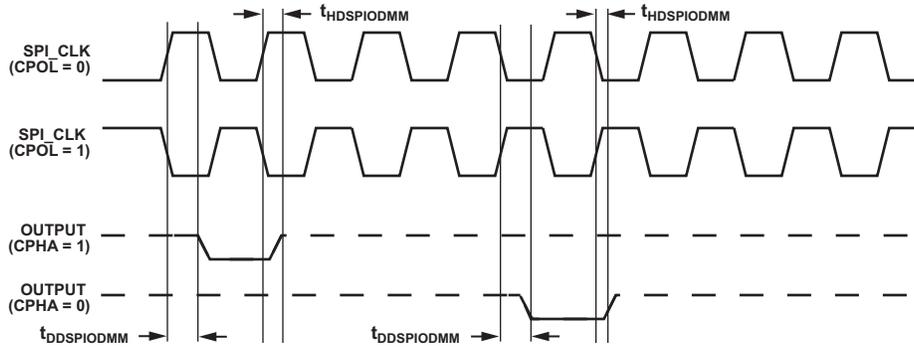 tHDSPIODMM
tHDSPIODMM
SPI_CLK
(CPOL = 0)
SPI_CLK
(CPOL = 1)
OUTPUT
(CPHA = 1)
OUTPUT
(CPHA = 0)
tDDSPIODMM
tDDSPIODMM